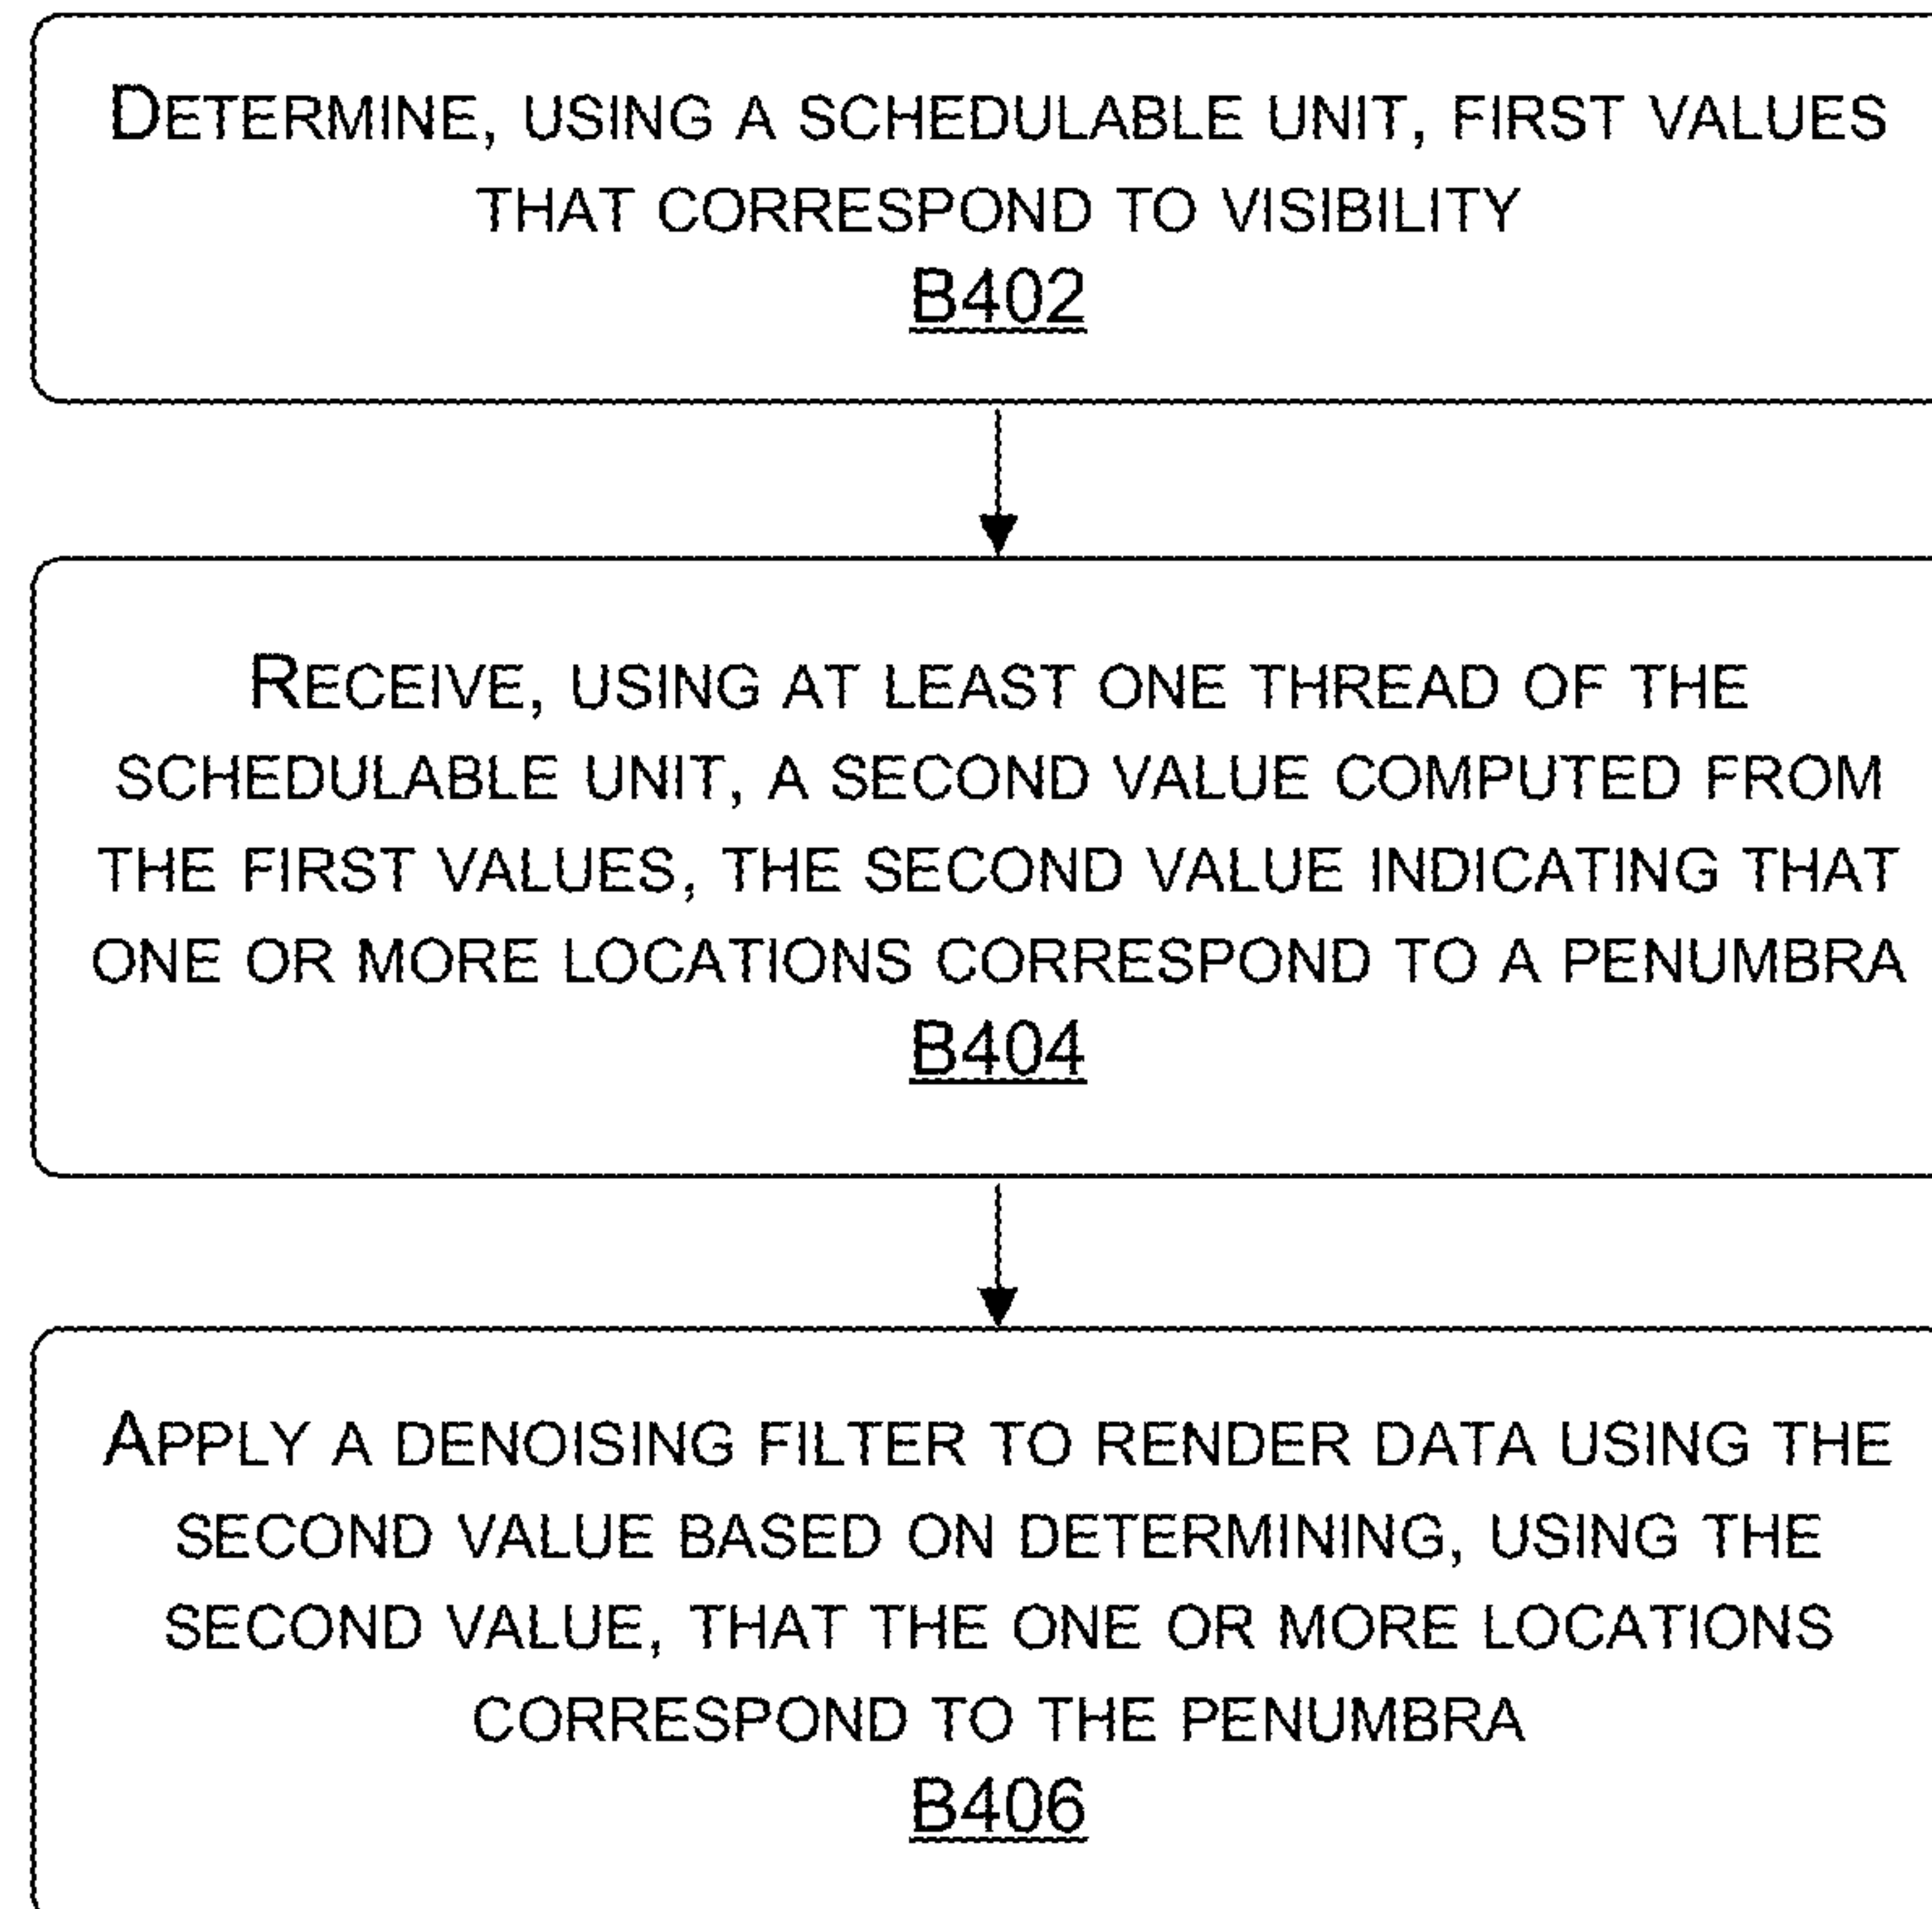 DETERMINE, USING A SCHEDULABLE UNIT, FIRST VALUES
THAT CORRESPOND TO VISIBILITY
B402
RECEIVE, USING AT LEAST ONE THREAD OF THE
SCHEDULABLE UNIT, A SECOND VALUE COMPUTED FROM
THE FIRST VALUES, THE SECOND VALUE INDICATING THAT
ONE OR MORE LOCATIONS CORRESPOND TO A PENUMBRA
B404
APPLY A DENOISING FILTER TO RENDER DATA USING THE
SECOND VALUE BASED ON DETERMINING, USING THE
SECOND VALUE, THAT THE ONE OR MORE LOCATIONS
CORRESPOND TO THE PENUMBRA
B406